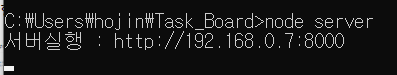 C:₩Users₩hojin₩Task_Board>node server
서버실행 : http://192.168.0.7:8000